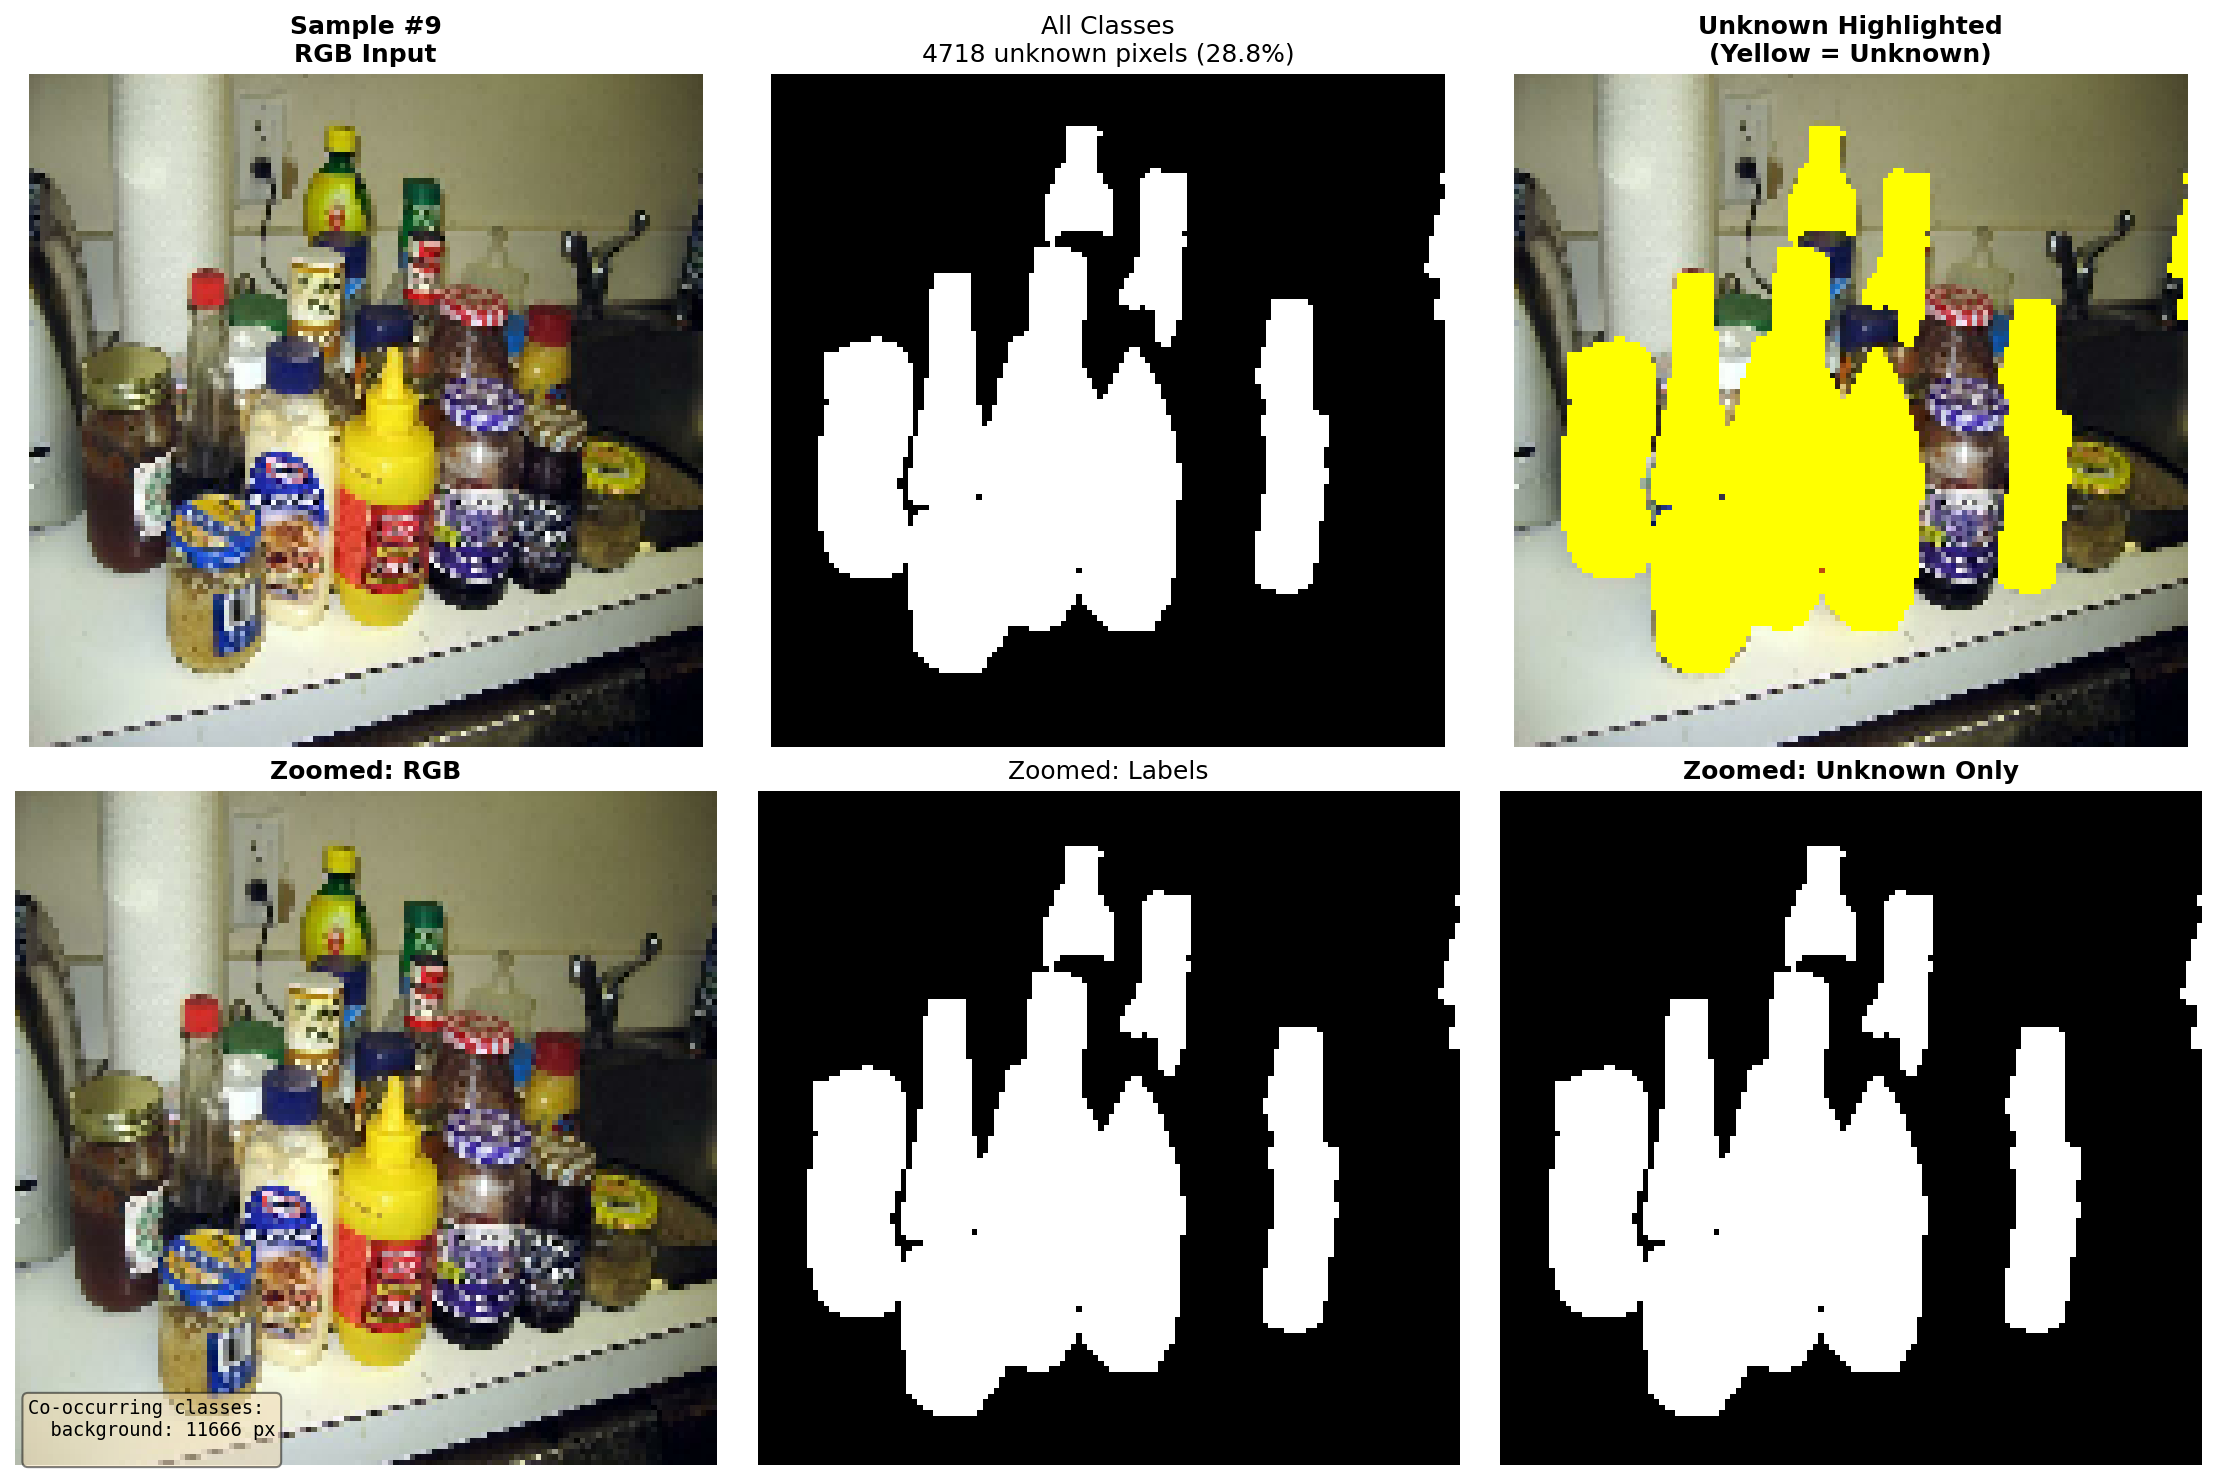 Sample #9
RGB Input
All Classes
4718 unknown pixels (28.8%)
Unknown Highlighted
(Yellow = Unknown)
Zoomed: RGB
Zoomed: Labels
Zoomed: Unknown Only
Co-occurring classes:
background: 11666 px